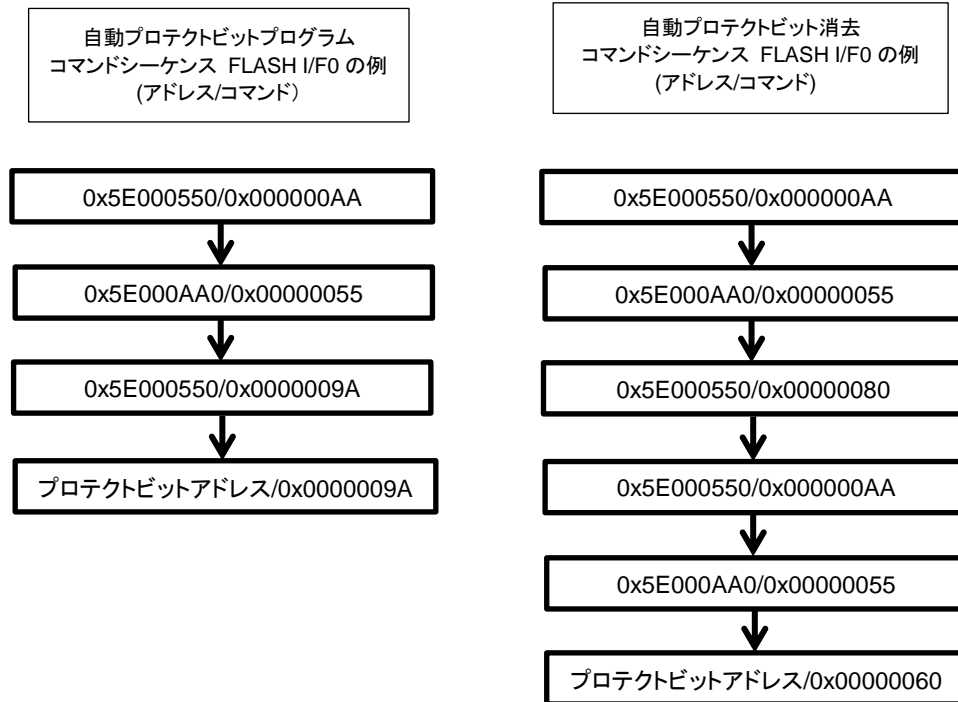 自動プロテクトビットプログラム
コマンドシーケンス FLASH I/F0 の例
(アドレス/コマンド)
0x5E000550/0x000000AA
0x5E000AA0/0x00000055
0x5E000550/0x0000009A
プロテクトビットアドレス/0x0000009A
自動プロテクトビット消去
コマンドシーケンス FLASH I/F0 の例
(アドレス/コマンド)
0x5E000550/0x000000AA
0x5E000AA0/0x00000055
0x5E000550/0x00000080
0x5E000550/0x000000AA
0x5E000AA0/0x00000055
プロテクトビットアドレス/0x00000060